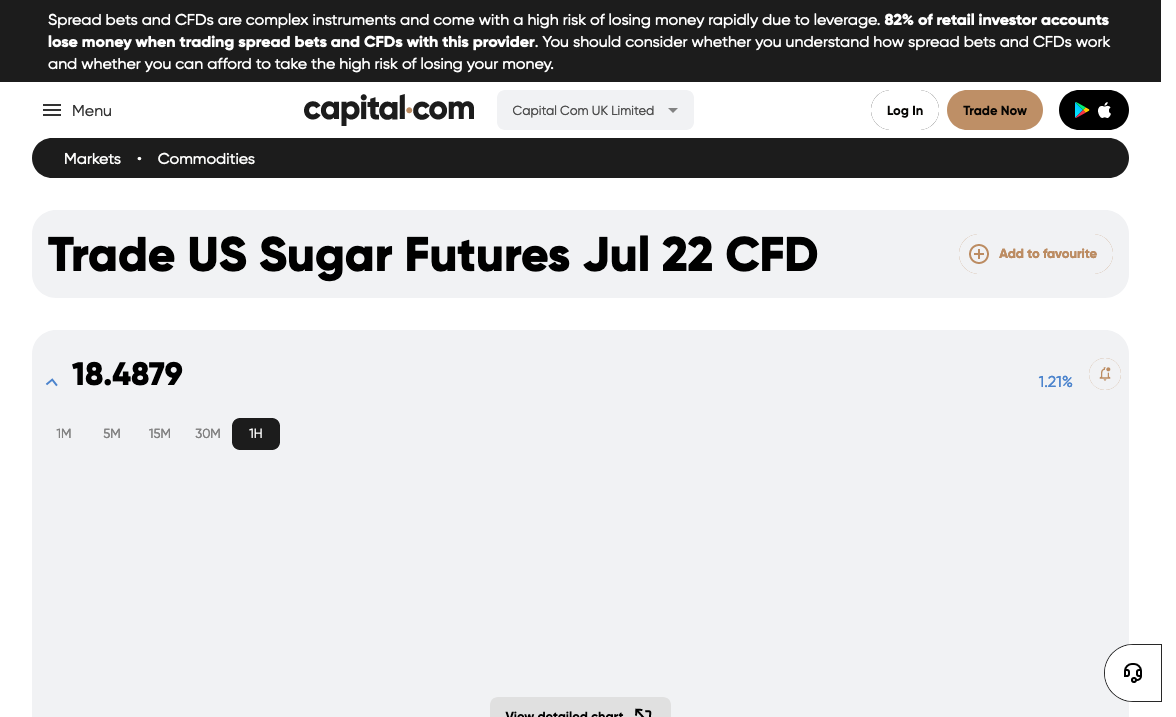 Spread bets and CFDs are complex instruments and come with a high risk of losing money rapidly due to leverage. 82% of retail investor accounts
lose money when trading spread bets and CFDs with this provider. You should consider whether you understand how spread bets and CFDs work
and whether you can afford to take the high risk of losing your money.
Menu
capital.com
Capital Com UK Limited
Log In
Trade Now
Markets • Commodities
Trade US Sugar Futures Jul 22 CFD
Add to favourite
18.4879
1.21%
1M 5M 15M 30M 1H
View detailed chart